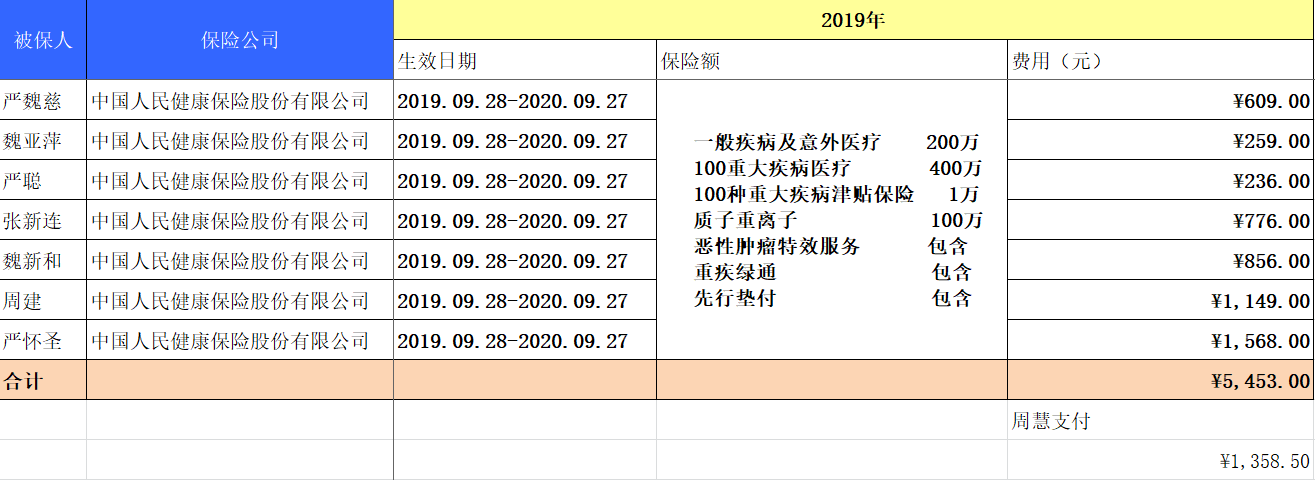 2019年
被保人 保险公司
生效日期 保险额 费用（元）
严魏慈 中国人民健康保险股份有限公司 2019.09.28-2020.09.27 ¥609.00
魏亚萍 中国人民健康保险股份有限公司 2019.09.28-2020.09.27 ¥259.00
严聪 中国人民健康保险股份有限公司 2019.09.28-2020.09.27 ¥236.00
张新连 中国人民健康保险股份有限公司 2019.09.28-2020.09.27 ¥776.00
魏新和 中国人民健康保险股份有限公司 2019.09.28-2020.09.27 ¥856.00
周建 中国人民健康保险股份有限公司 2019.09.28-2020.09.27 ¥1,149.00
严怀圣 中国人民健康保险股份有限公司 2019.09.28-2020.09.27 ¥1,568.00
一般疾病及意外医疗 200万
100重大疾病医疗 400万
100种重大疾病津贴保险 1万
质子重离子 100万
恶性肿瘤特效服务 包含
重疾绿通 包含
先行垫付 包含
合计 ¥5,453.00
周慧支付
¥1,358.50